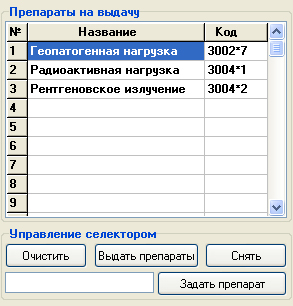 Препараты на выдачу
№ Название Код
1 Геопатогенная нагрузка 3002*7
2 Радиоактивная нагрузка 3004*1
3 Рентгеновское излучение 3004*2
4
5
6
7
8
9
Управление селектором
Очистить Выдать препараты Снять
Задать препарат